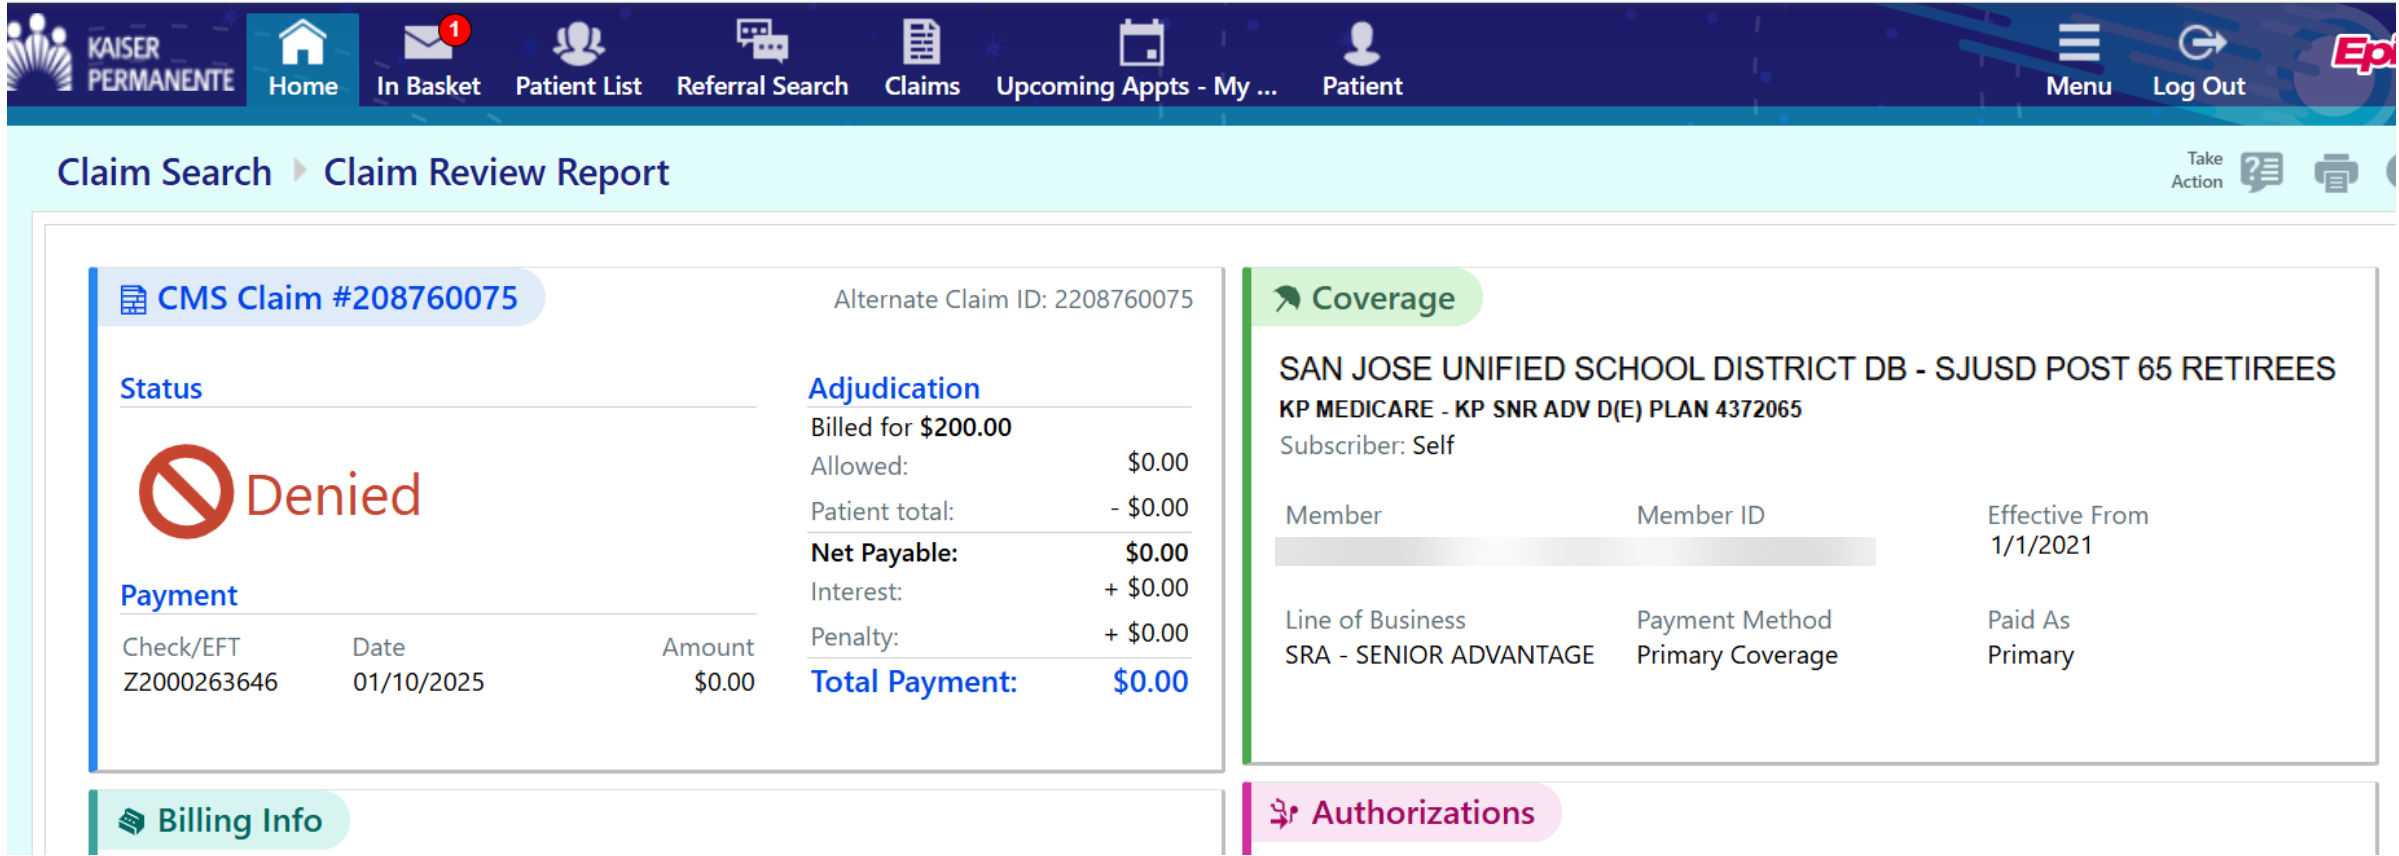 KAISER
PERMANENTE
Home
1
In Basket
Patient List
Referral Search
Claims
Upcoming Appts - My ...
Patient
Menu
Log Out
Claim Search
Claim Review Report
Take
Action
CMS Claim #208760075
Alternate Claim ID: 2208760075
Status
Denied
Payment
Check/EFT Date Amount
Z2000263646 01/10/2025 $0.00
Adjudication
Billed for $200.00
Allowed: $0.00
Patient total: - $0.00
Net Payable: $0.00
Interest: + $0.00
Penalty: + $0.00
Total Payment: $0.00
Coverage
SAN JOSE UNIFIED SCHOOL DISTRICT DB - SJUSD POST 65 RETIREES
KP MEDICARE - KP SNR ADV D(E) PLAN 4372065
Subscriber: Self
Member Member ID Effective From
1/1/2021
Line of Business Payment Method Paid As
SRA - SENIOR ADVANTAGE Primary Coverage Primary
Billing Info
Authorizations